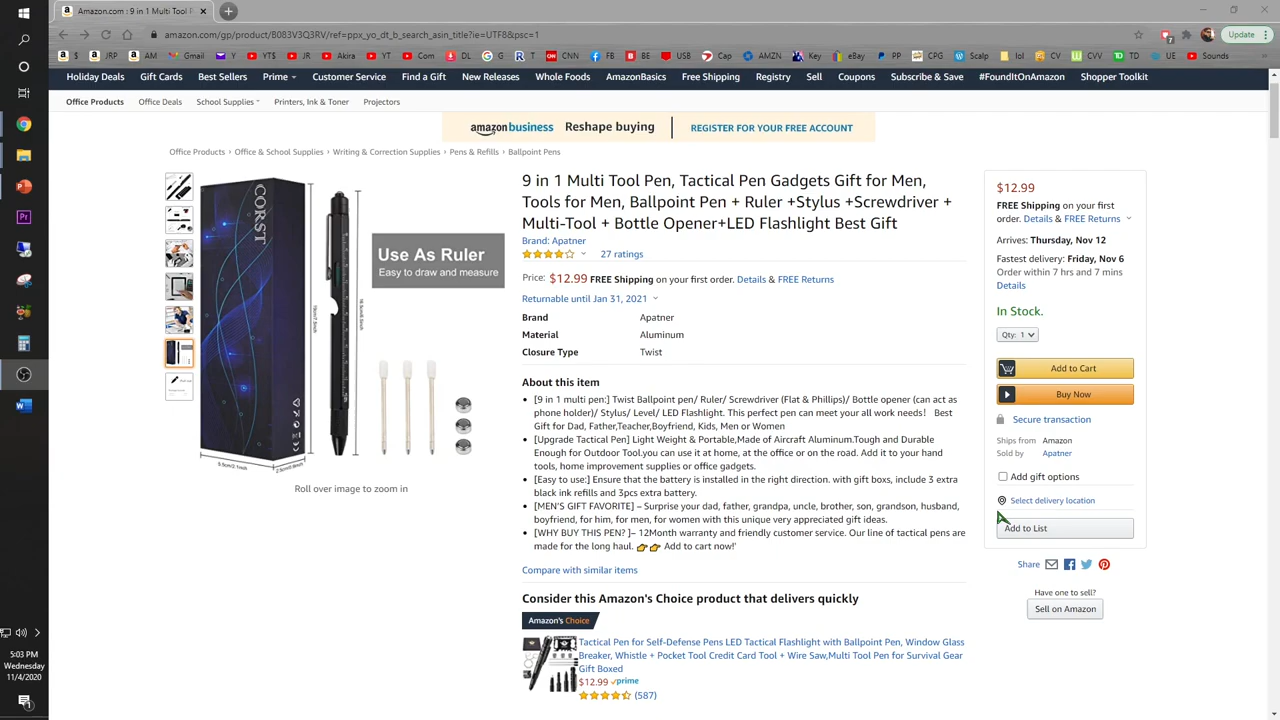 Amazon.com : 9 in 1 Multi Tool P
amazon.com/gp/product/B083V3Q3RV/ref=ppx_yo_dt_b_search_asin_title?ie=UTF8&psc=1
Update
$ JRP AM YT$ JR Akira YT Com Gmail DL G R TR CNN FB BE USB Cap AMZN Key eBay PP CPG Scalp lol CV CVV TD UE Sounds
Holiday Deals Gift Cards Best Sellers Prime Customer Service Find a Gift New Releases Whole Foods AmazonBasics Free Shipping Registry Sell Coupons Subscribe & Save #FoundItOnAmazon Shopper Toolkit
Office Products Office Deals School Supplies Printers, Ink & Toner Projectors
amazonbusiness Reshape buying REGISTER FOR YOUR FREE ACCOUNT
Office Products › Office & School Supplies › Writing & Correction Supplies › Pens & Refills › Ballpoint Pens
CORST
Use As Ruler
Easy to draw and measure
Roll over image to zoom in
9 in 1 Multi Tool Pen, Tactical Pen Gadgets Gift for Men,
Tools for Men, Ballpoint Pen + Ruler +Stylus +Screwdriver +
Multi-Tool + Bottle Opener+LED Flashlight Best Gift
Brand: Apatner
27 ratings
Price: $12.99 FREE Shipping on your first order. Details & FREE Returns
Returnable until Jan 31, 2021
Brand Apatner
Material Aluminum
Closure Type Twist
About this item
[9 in 1 multi pen:] Twist Ballpoint pen/ Ruler/ Screwdriver (Flat & Phillips)/ Bottle opener (can act as
phone holder)/ Stylus/ Level/ LED Flashlight. This perfect pen can meet your all work needs！ Best
Gift for Dad, Father,Teacher,Boyfriend, Kids, Men or Women
[Upgrade Tactical Pen] Light Weight & Portable,Made of Aircraft Aluminum.Tough and Durable
Enough for Outdoor Tool.you can use it at home, at the office or on the road. Add it to your hand
tools, home improvement supplies or office gadgets.
[Easy to use:] Ensure that the battery is installed in the right direction. with gift boxs, include 3 extra
black ink refills and 3pcs extra battery.
[MEN'S GIFT FAVORITE] – Surprise your dad, father, grandpa, uncle, brother, son, grandson, husband,
boyfriend, for him, for men, for women with this unique very appreciated gift ideas.
[WHY BUY THIS PEN? ]– 12Month warranty and friendly customer service. Our line of tactical pens are
made for the long haul. 👉👉 Add to cart now!'
Compare with similar items
Consider this Amazon's Choice product that delivers quickly
Amazon's Choice
Tactical Pen for Self-Defense Pens LED Tactical Flashlight with Ballpoint Pen, Window Glass
Breaker, Whistle + Pocket Tool Credit Card Tool + Wire Saw,Multi Tool Pen for Survival Gear
Gift Boxed
$12.99 prime
(587)
$12.99
FREE Shipping on your first
order. Details & FREE Returns
Arrives: Thursday, Nov 12
Fastest delivery: Friday, Nov 6
Order within 7 hrs and 7 mins
Details
In Stock.
Qty: 1
Add to Cart
Buy Now
Secure transaction
Ships from Amazon
Sold by Apatner
Add gift options
Select delivery location
Add to List
Share
Have one to sell?
Sell on Amazon
5:03 PM
Wednesday
11/4/2020